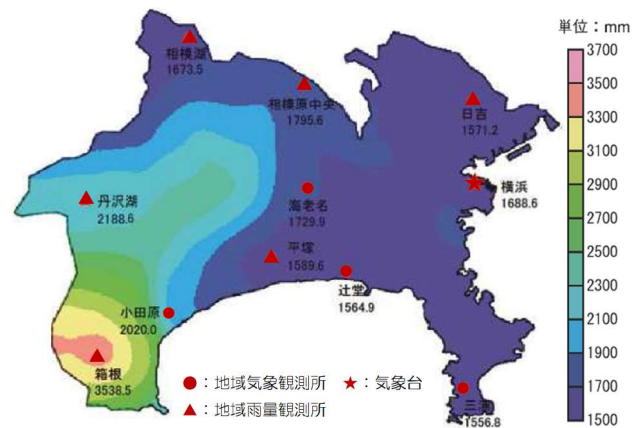 単位：mm
相模湖
1673.5
相模原中央
1795.6
日吉
1571.2
横浜
1688.6
丹沢湖
2188.6
海老名
1729.9
平塚
1589.6
辻堂
1564.9
小田原
2020.0
箱根
3538.5
三浦
1556.8
：地域気象観測所
：気象台
：地域雨量観測所
3700
3500
3300
3100
2900
2700
2500
2300
2100
1900
1700
1500